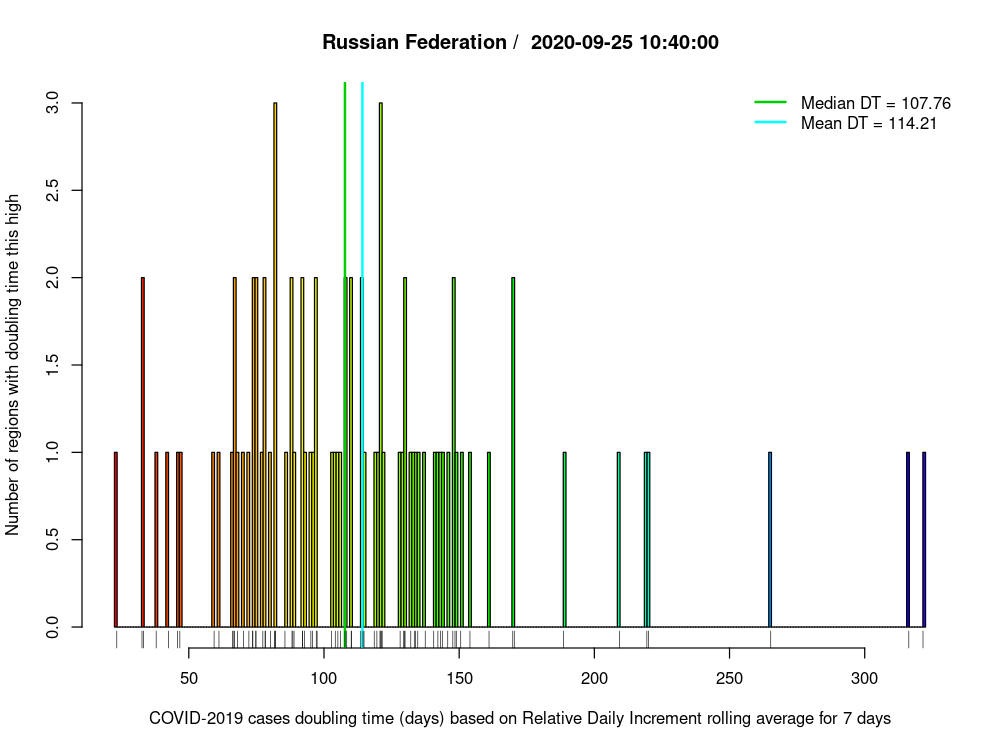 Russian Federation /  2020-09-25 10:40:00
Median DT = 107.76
Mean DT = 114.21
Number of regions with doubling time this high
3.0
2.5
2.0
1.5
1.0
0.5
0.0
50 100 150 200 250 300
COVID-2019 cases doubling time (days) based on Relative Daily Increment rolling average for 7 days